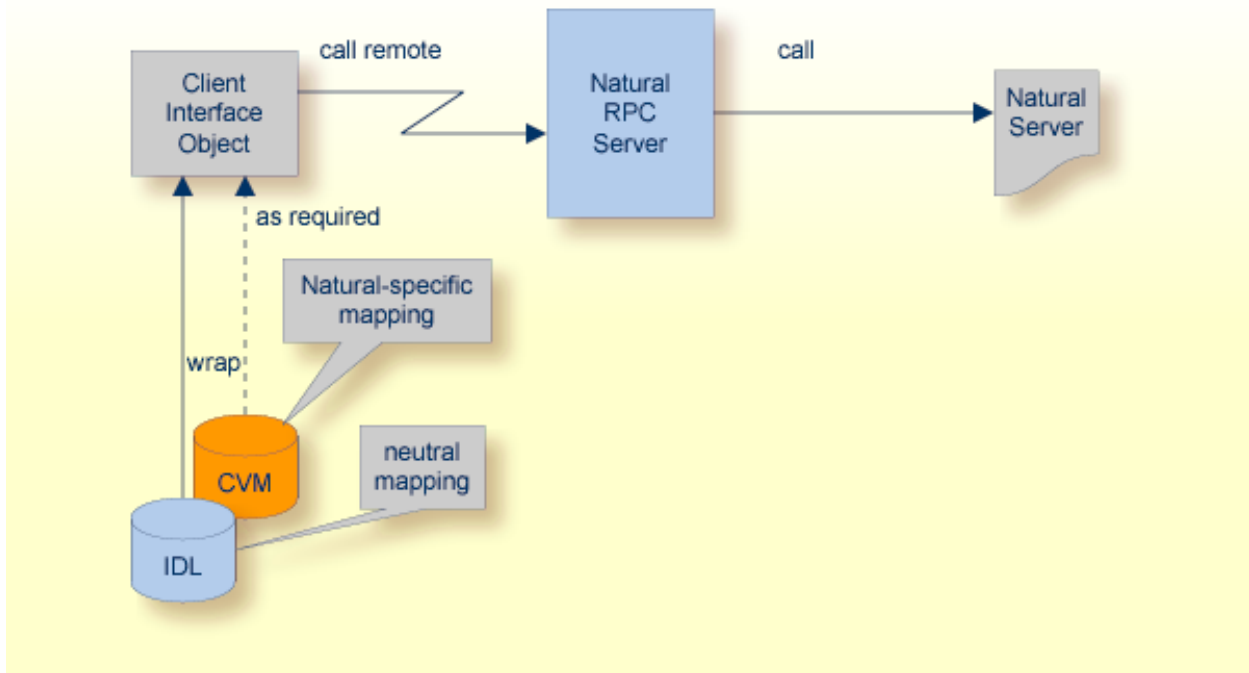 call remote
call
Client
Interface
Object
Natural
RPC
Server
Natural
Server
as required
Natural-specific
mapping
wrap
neutral
mapping
CVM
IDL